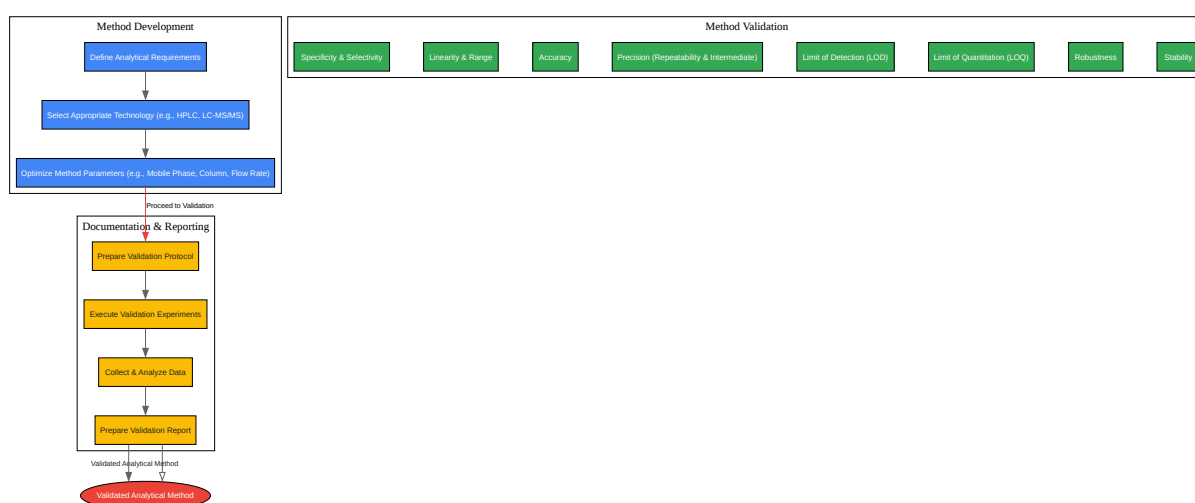 Method Development
Define Analytical Requirements
Select Appropriate Technology (e.g., HPLC, LC-MS/MS)
Optimize Method Parameters (e.g., Mobile Phase, Column, Flow Rate)
Method Validation
Specificity & Selectivity
Linearity & Range
Accuracy
Precision (Repeatability & Intermediate)
Limit of Detection (LOD)
Limit of Quantitation (LOQ)
Robustness
Stability
Proceed to Validation
Documentation & Reporting
Prepare Validation Protocol
Execute Validation Experiments
Collect & Analyze Data
Prepare Validation Report
Validated Analytical Method
Validated Analytical Method